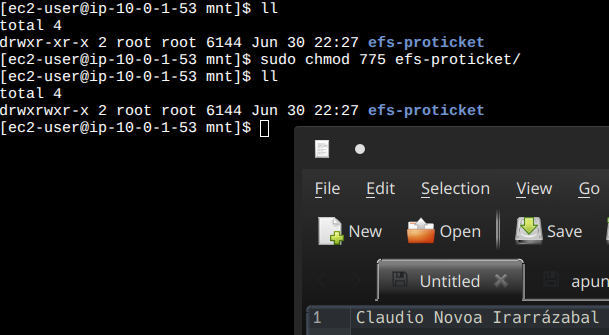 [ec2-user@ip-10-0-1-53 mnt]$ ll
total 4
drwxr-xr-x 2 root root 6144 Jun 30 22:27 efs-proticket
[ec2-user@ip-10-0-1-53 mnt]$ sudo chmod 775 efs-proticket/
[ec2-user@ip-10-0-1-53 mnt]$ ll
total 4
drwxrwxr-x 2 root root 6144 Jun 30 22:27 efs-proticket
[ec2-user@ip-10-0-1-53 mnt]$
File Edit Selection View Go
New Open Save
Untitled apun
1 Claudio Novoa Irarrázabal